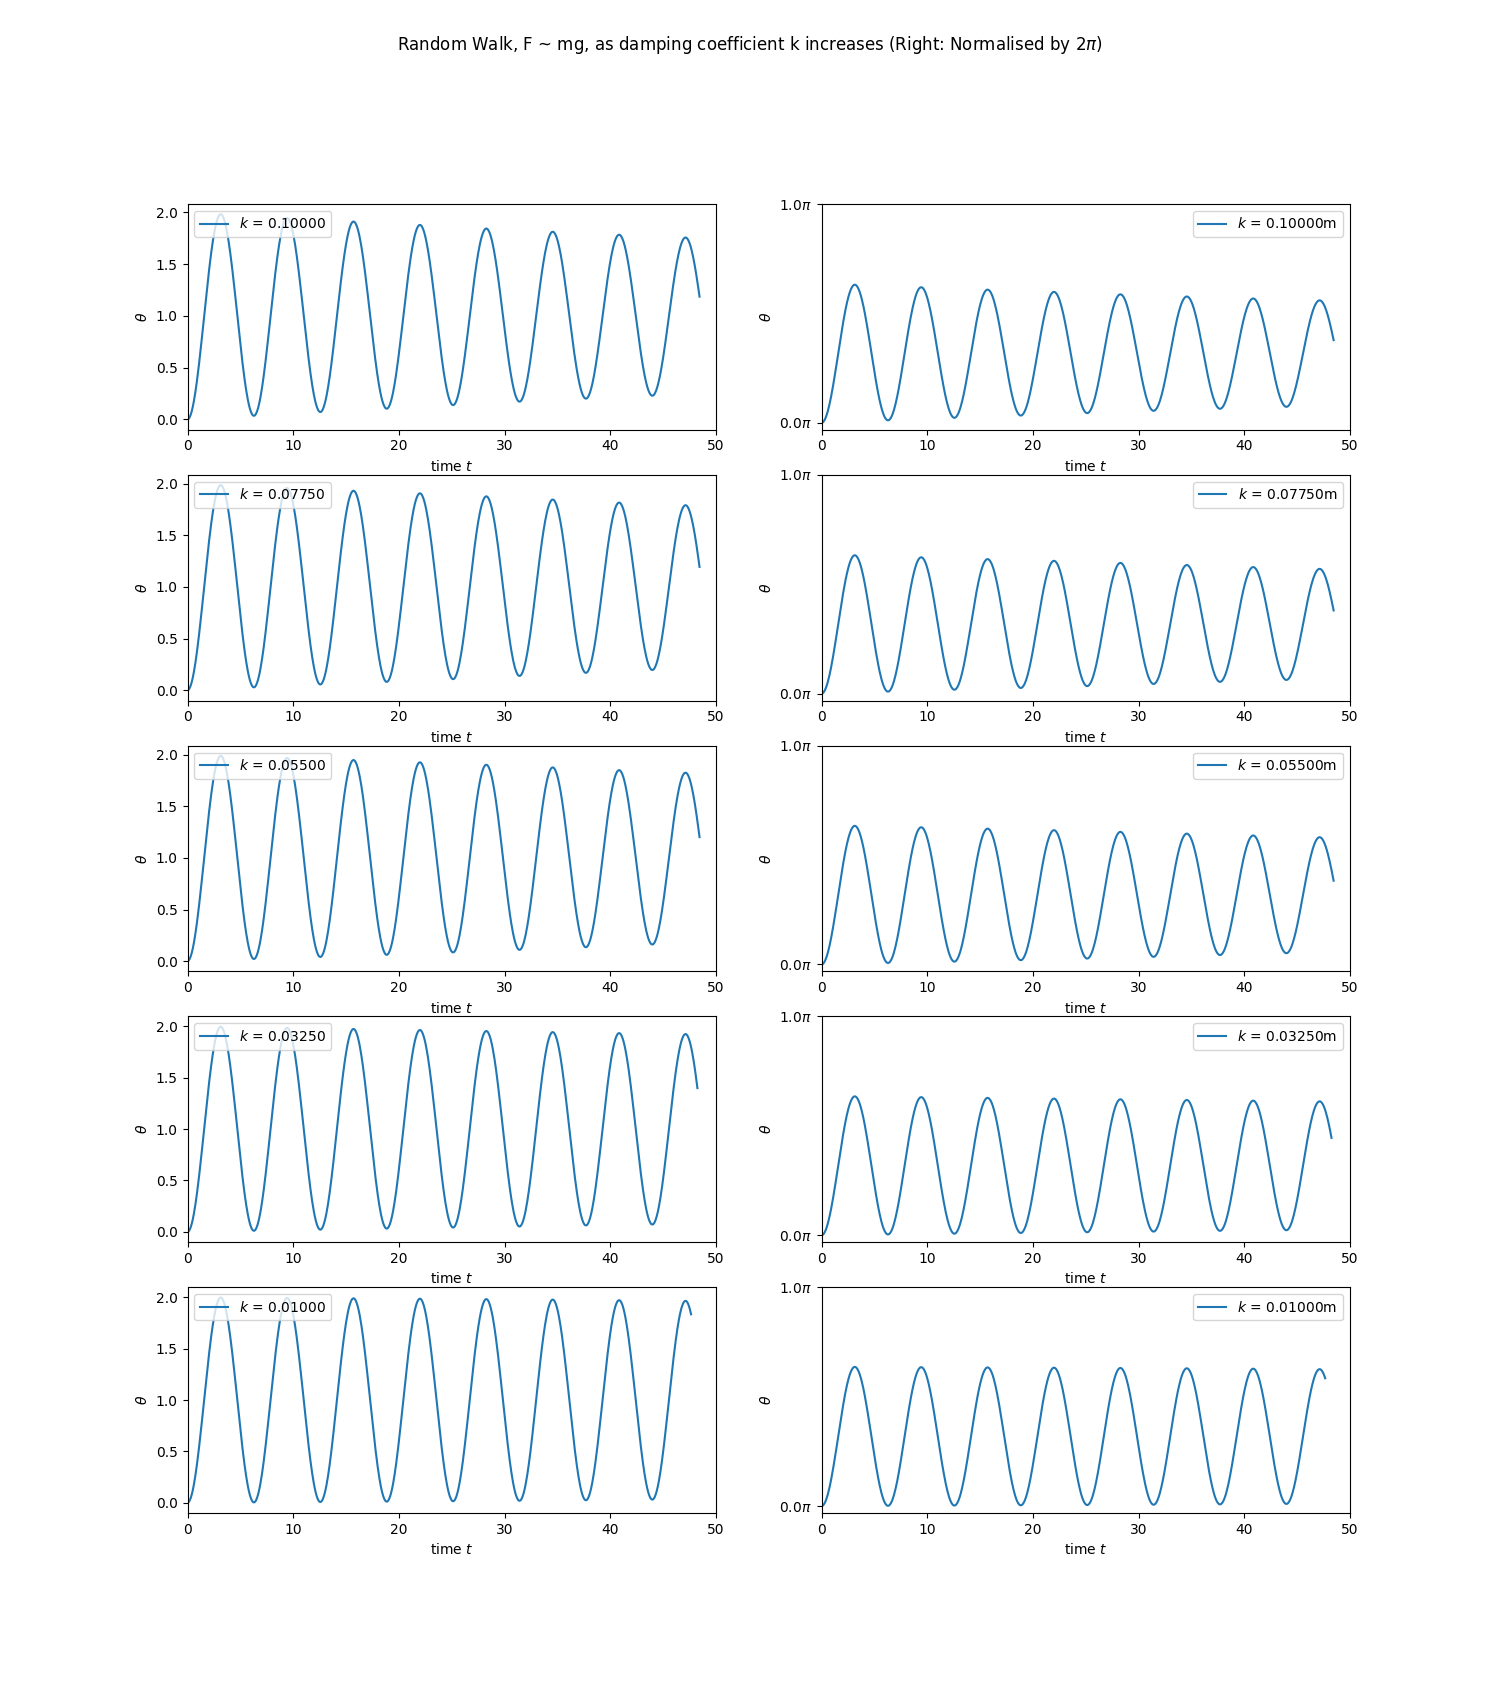 Random Walk, F ~ mg, as damping coefficient k increases (Right: Normalised by 2π)
2.0
1.5
1.0
0.5
0.0
θ
k = 0.10000
0 10 20 30 40 50
time t
1.0π
0.0π
θ
k = 0.10000m
0 10 20 30 40 50
time t
2.0
1.5
1.0
0.5
0.0
θ
k = 0.07750
0 10 20 30 40 50
time t
1.0π
0.0π
θ
k = 0.07750m
0 10 20 30 40 50
time t
2.0
1.5
1.0
0.5
0.0
θ
k = 0.05500
0 10 20 30 40 50
time t
1.0π
0.0π
θ
k = 0.05500m
0 10 20 30 40 50
time t
2.0
1.5
1.0
0.5
0.0
θ
k = 0.03250
0 10 20 30 40 50
time t
1.0π
0.0π
θ
k = 0.03250m
0 10 20 30 40 50
time t
2.0
1.5
1.0
0.5
0.0
θ
k = 0.01000
0 10 20 30 40 50
time t
1.0π
0.0π
θ
k = 0.01000m
0 10 20 30 40 50
time t